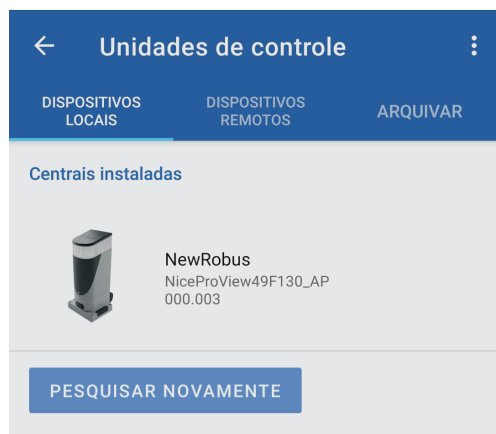 Unidades de controle
DISPOSITIVOS
LOCAIS
DISPOSITIVOS
REMOTOS
ARQUIVAR
Centrais instaladas
NewRobus
NiceProView49F130_AP
000.003
PESQUISAR NOVAMENTE